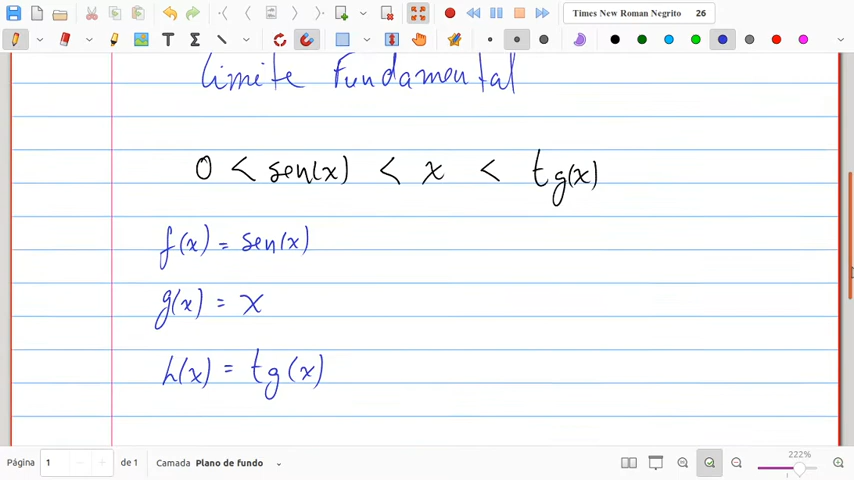 Times New Roman Negrito 26
limite fundamental
0 < sen(x) < x < tg(x)
f(x) = sen(x)
g(x) = x
h(x) = tg(x)
Página 1 de 1 Camada Plano de fundo 222%